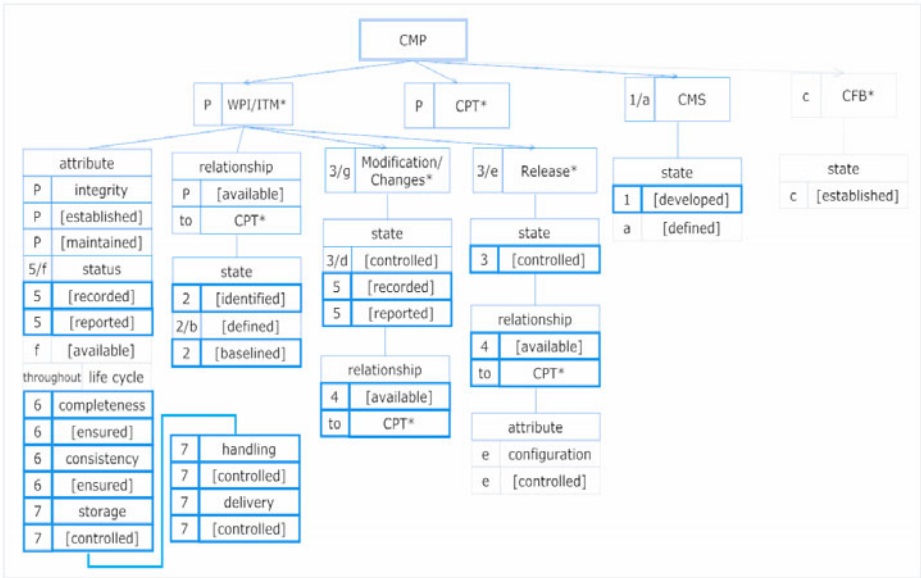 CMP
P WPI/ITM*
P CPT*
1/a CMS
c CFB*
attribute
P integrity
P [established]
P [maintained]
5/f status
5 [recorded]
5 [reported]
f [available]
throughout life cycle
6 completeness
6 [ensured]
6 consistency
6 [ensured]
7 storage
7 [controlled]
7 handling
7 [controlled]
7 delivery
7 [controlled]
relationship
P [available]
to CPT*
state
2 [identified]
2/b [defined]
2 [baselined]
3/g Modification/
Changes*
state
3/d [controlled]
5 [recorded]
5 [reported]
relationship
4 [available]
to CPT*
3/e Release*
state
3 [controlled]
relationship
4 [available]
to CPT*
attribute
e configuration
e [controlled]
state
1 [developed]
a [defined]
state
c [established]